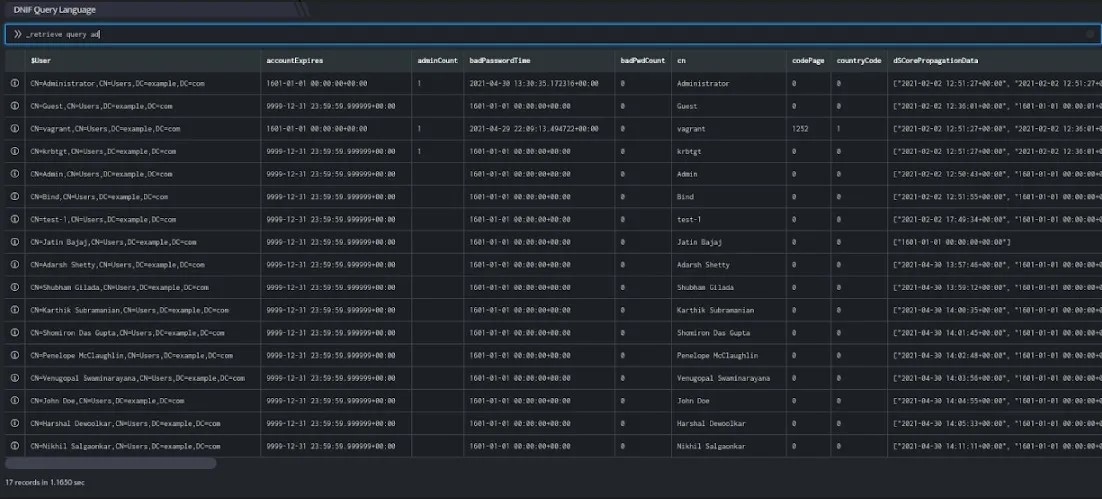 DNIF Query Language
_retrieve query ad
$User accountExpires adminCount badPasswordTime badPwdCount cn codePage countryCode dSCorePropagationData
CN=Administrator,CN=Users,DC=example,DC=com 1601-01-01 00:00:00+00:00 1 2021-04-30 13:30:35.172316+00:00 0 Administrator 0 0 ["2021-02-02 12:51:27+00:00", "2021-02-02 12:51:27+0
CN=Guest,CN=Users,DC=example,DC=com 9999-12-31 23:59:59.999999+00:00 1601-01-01 00:00:00+00:00 0 Guest 0 0 ["2021-02-02 12:36:01+00:00", "1601-01-01 00:00:01+0
CN=vagrant,CN=Users,DC=example,DC=com 1601-01-01 00:00:00+00:00 1 2021-04-29 22:09:13.494722+00:00 0 vagrant 1252 1 ["2021-02-02 12:51:27+00:00", "2021-02-02 12:36:01+0
CN=krbtgt,CN=Users,DC=example,DC=com 9999-12-31 23:59:59.999999+00:00 1 1601-01-01 00:00:00+00:00 0 krbtgt 0 0 ["2021-02-02 12:51:27+00:00", "2021-02-02 12:36:01+0
CN=Admin,CN=Users,DC=example,DC=com 9999-12-31 23:59:59.999999+00:00 1601-01-01 00:00:00+00:00 0 Admin 0 0 ["2021-02-02 12:50:43+00:00", "1601-01-01 00:00:00+0
CN=Bind,CN=Users,DC=example,DC=com 9999-12-31 23:59:59.999999+00:00 1601-01-01 00:00:00+00:00 0 Bind 0 0 ["2021-02-02 12:51:55+00:00", "1601-01-01 00:00:00+0
CN=test-1,CN=Users,DC=example,DC=com 9999-12-31 23:59:59.999999+00:00 1601-01-01 00:00:00+00:00 0 test-1 0 0 ["2021-02-02 17:49:34+00:00", "1601-01-01 00:00:00+0
CN=Jatin Bajaj,CN=Users,DC=example,DC=com 9999-12-31 23:59:59.999999+00:00 1601-01-01 00:00:00+00:00 0 Jatin Bajaj 0 0 ["1601-01-01 00:00:00+00:00"]
CN=Adarsh Shetty,CN=Users,DC=example,DC=com 9999-12-31 23:59:59.999999+00:00 1601-01-01 00:00:00+00:00 0 Adarsh Shetty 0 0 ["2021-04-30 13:57:46+00:00", "1601-01-01 00:00:00+0
CN=Shubham Gilada,CN=Users,DC=example,DC=com 9999-12-31 23:59:59.999999+00:00 1601-01-01 00:00:00+00:00 0 Shubham Gilada 0 0 ["2021-04-30 13:59:12+00:00", "1601-01-01 00:00:00+0
CN=Karthik Subramanian,CN=Users,DC=example,DC=com 9999-12-31 23:59:59.999999+00:00 1601-01-01 00:00:00+00:00 0 Karthik Subramanian 0 0 ["2021-04-30 14:00:35+00:00", "1601-01-01 00:00:00+0
CN=Shomiron Das Gupta,CN=Users,DC=example,DC=com 9999-12-31 23:59:59.999999+00:00 1601-01-01 00:00:00+00:00 0 Shomiron Das Gupta 0 0 ["2021-04-30 14:01:45+00:00", "1601-01-01 00:00:00+0
CN=Penelope McClaughlin,CN=Users,DC=example,DC=com 9999-12-31 23:59:59.999999+00:00 1601-01-01 00:00:00+00:00 0 Penelope McClaughlin 0 0 ["2021-04-30 14:02:48+00:00", "1601-01-01 00:00:00+0
CN=Venugopal Swaminarayana,CN=Users,DC=example,DC=com 9999-12-31 23:59:59.999999+00:00 1601-01-01 00:00:00+00:00 0 Venugopal Swaminarayana 0 0 ["2021-04-30 14:03:56+00:00", "1601-01-01 00:00:00+0
CN=John Doe,CN=Users,DC=example,DC=com 9999-12-31 23:59:59.999999+00:00 1601-01-01 00:00:00+00:00 0 John Doe 0 0 ["2021-04-30 14:04:55+00:00", "1601-01-01 00:00:00+0
CN=Harshal Dewoolkar,CN=Users,DC=example,DC=com 9999-12-31 23:59:59.999999+00:00 1601-01-01 00:00:00+00:00 0 Harshal Dewoolkar 0 0 ["2021-04-30 14:05:33+00:00", "1601-01-01 00:00:00+0
CN=Nikhil Salgaonkar,CN=Users,DC=example,DC=com 9999-12-31 23:59:59.999999+00:00 1601-01-01 00:00:00+00:00 0 Nikhil Salgaonkar 0 0 ["2021-04-30 14:11:11+00:00", "1601-01-01 00:00:00+0
17 records in 1.1650 sec